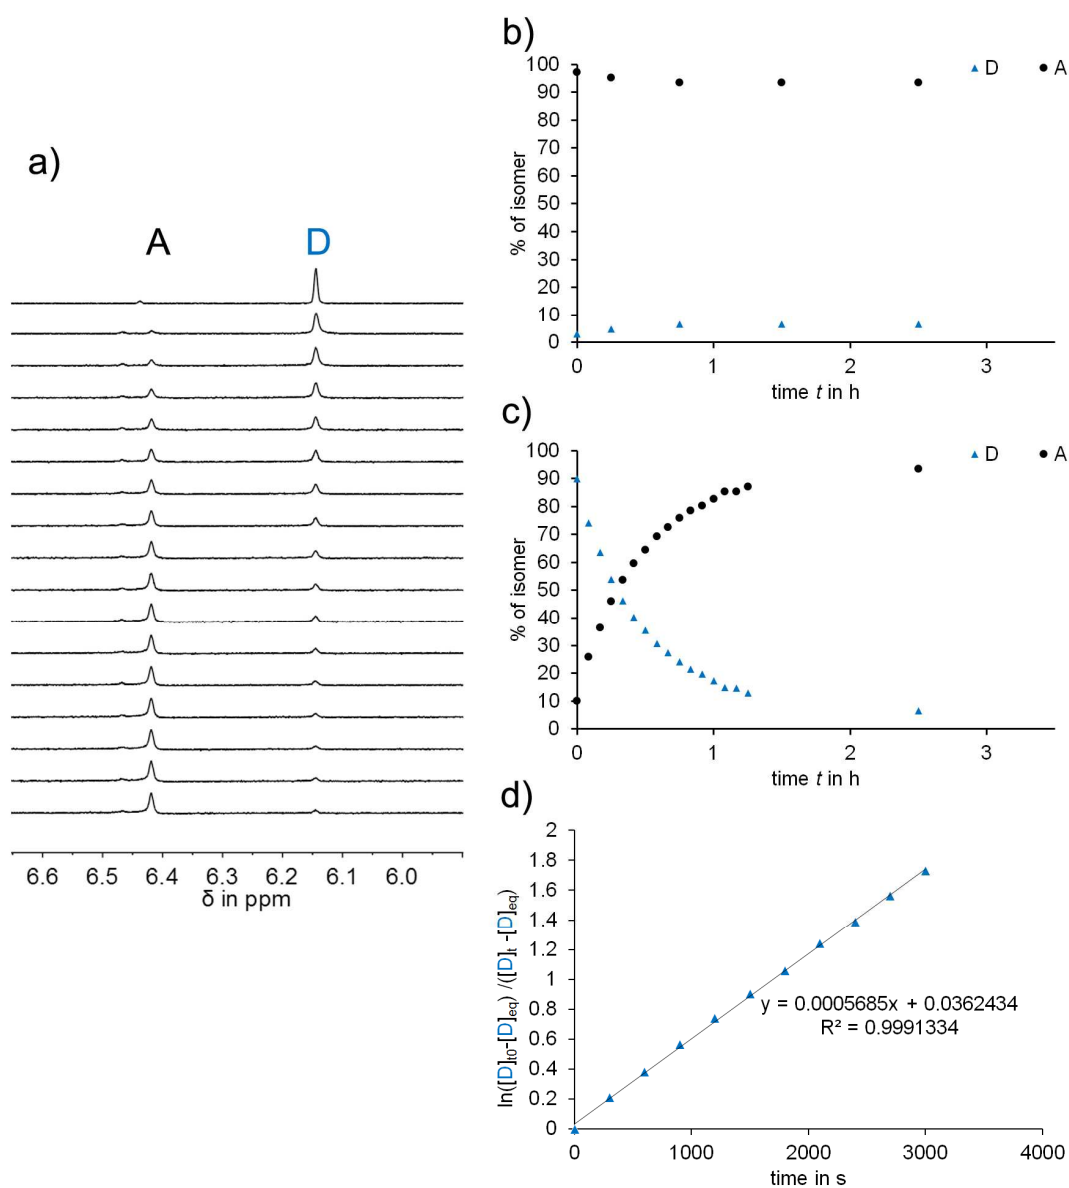 a)
A D
6.6 6.5 6.4 6.3 6.2 6.1 6.0
δ in ppm
b)
D A
% of isomer
100
90
80
70
60
50
40
30
20
10
0
0 1 2 3
time t in h
c)
D A
% of isomer
100
90
80
70
60
50
40
30
20
10
0
0 1 2 3
time t in h
d)
ln([D]t0-[D]eq) /([D]t -[D]eq)
2
1.8
1.6
1.4
1.2
1
0.8
0.6
0.4
0.2
0
y = 0.0005685x + 0.0362434
R² = 0.9991334
0 1000 2000 3000 4000
time in s